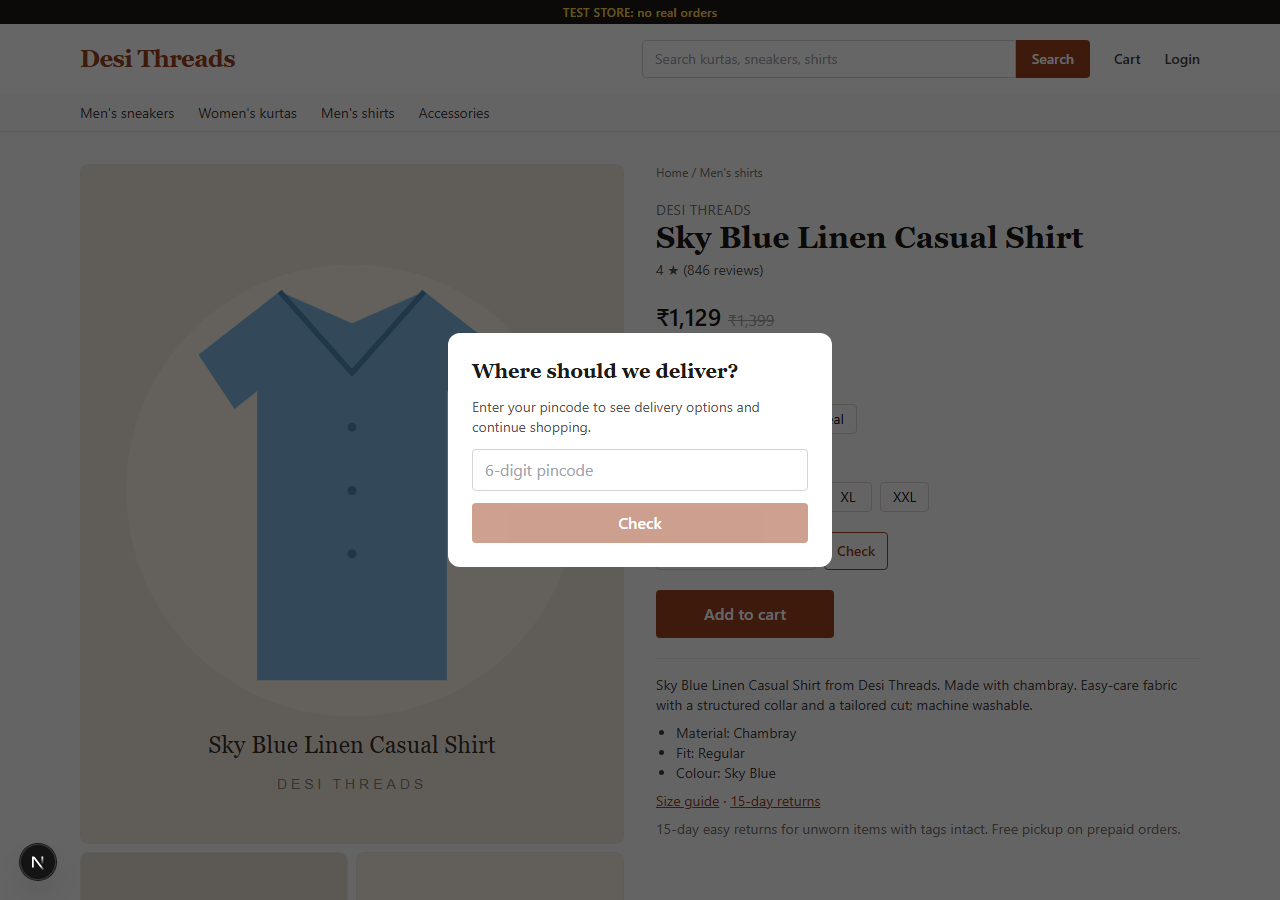 TEST STORE: no real orders
Desi Threads
Search kurtas, sneakers, shirts
Search
Cart
Login
Men's sneakers
Women's kurtas
Men's shirts
Accessories
Home / Men's shirts
DESI THREADS
Sky Blue Linen Casual Shirt
4 ★ (846 reviews)
₹1,129 ₹1,399
Where should we deliver?
Enter your pincode to see delivery options and
continue shopping.
6-digit pincode
Check
XL
XXL
Check
Add to cart
Sky Blue Linen Casual Shirt from Desi Threads. Made with chambray. Easy-care fabric
with a structured collar and a tailored cut; machine washable.
• Material: Chambray
• Fit: Regular
• Colour: Sky Blue
Size guide · 15-day returns
15-day easy returns for unworn items with tags intact. Free pickup on prepaid orders.
Sky Blue Linen Casual Shirt
DESI THREADS
N